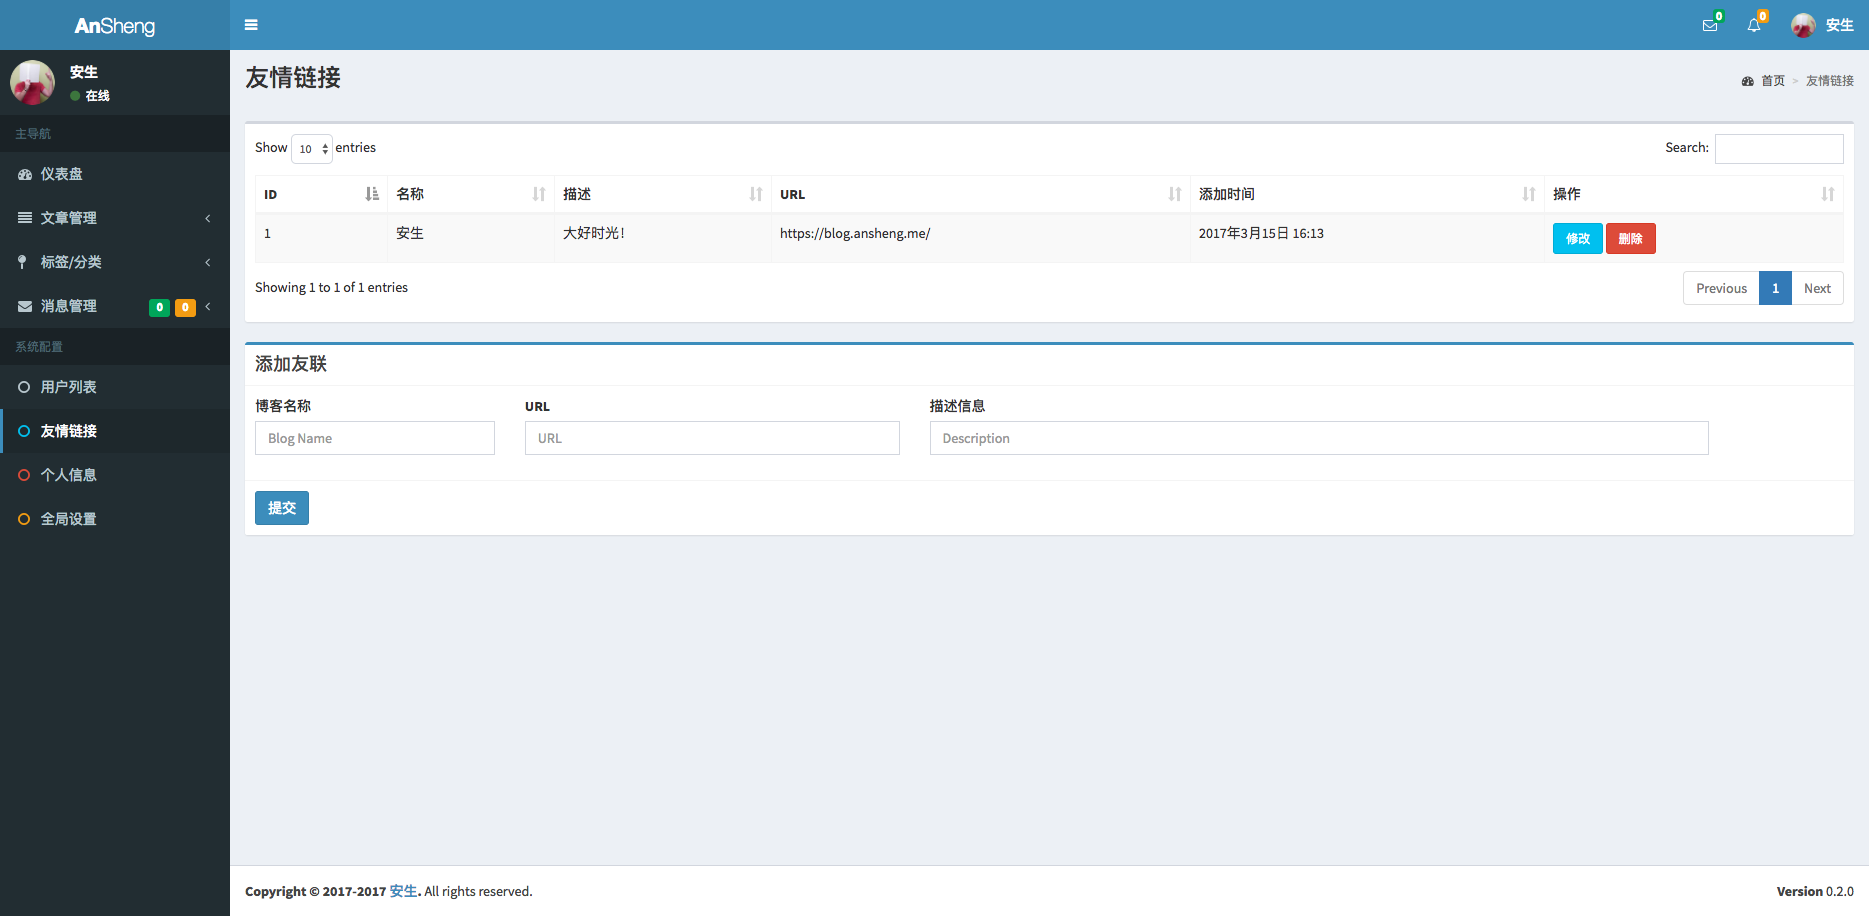 AnSheng
0
0
安生
安生
在线
主导航
仪表盘
文章管理
标签/分类
消息管理 0 0
系统配置
用户列表
友情链接
个人信息
全局设置
友情链接
首页 > 友情链接
Show 10 entries
Search:
ID 名称 描述 URL 添加时间 操作
1 安生 大好时光！ https://blog.ansheng.me/ 2017年3月15日 16:13 修改 删除
Showing 1 to 1 of 1 entries
Previous 1 Next
添加友联
博客名称 URL 描述信息
Blog Name URL Description
提交
Copyright © 2017-2017 安生. All rights reserved.
Version 0.2.0